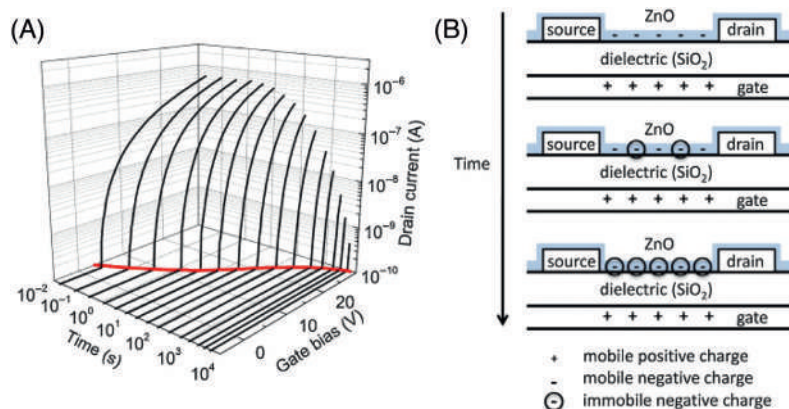 (A)
10⁻⁶
10⁻⁷
10⁻⁸
10⁻⁹
10⁻¹⁰
Drain current (A)
10⁻²
10⁻¹
10⁰
10¹
10²
10³
10⁴
Time (s)
0
10
20
Gate bias (V)
(B)
Time
ZnO
source - - - - - drain
dielectric (SiO₂)
+ + + + + gate
ZnO
source - - - - - drain
dielectric (SiO₂)
+ + + + + gate
ZnO
source - - - - - drain
dielectric (SiO₂)
+ + + + + gate
+ mobile positive charge
- mobile negative charge
⊖ immobile negative charge